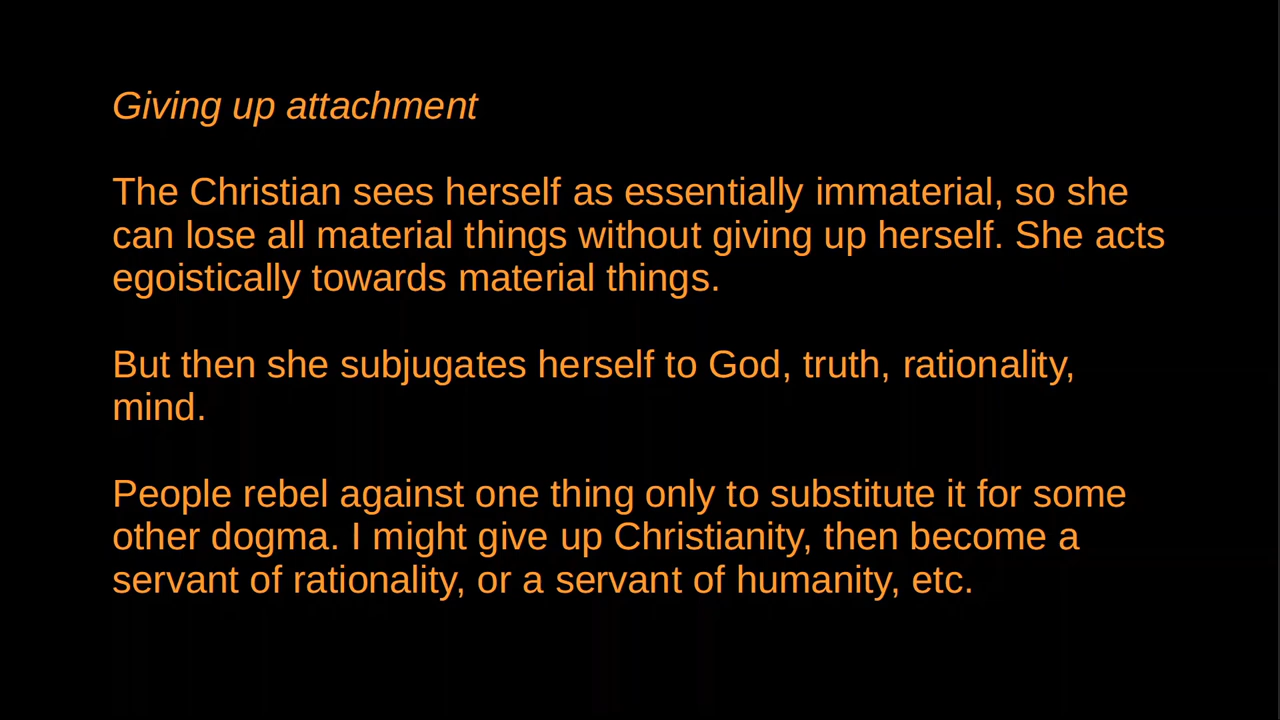 Giving up attachment
The Christian sees herself as essentially immaterial, so she
can lose all material things without giving up herself. She acts
egoistically towards material things.
But then she subjugates herself to God, truth, rationality,
mind.
People rebel against one thing only to substitute it for some
other dogma. I might give up Christianity, then become a
servant of rationality, or a servant of humanity, etc.